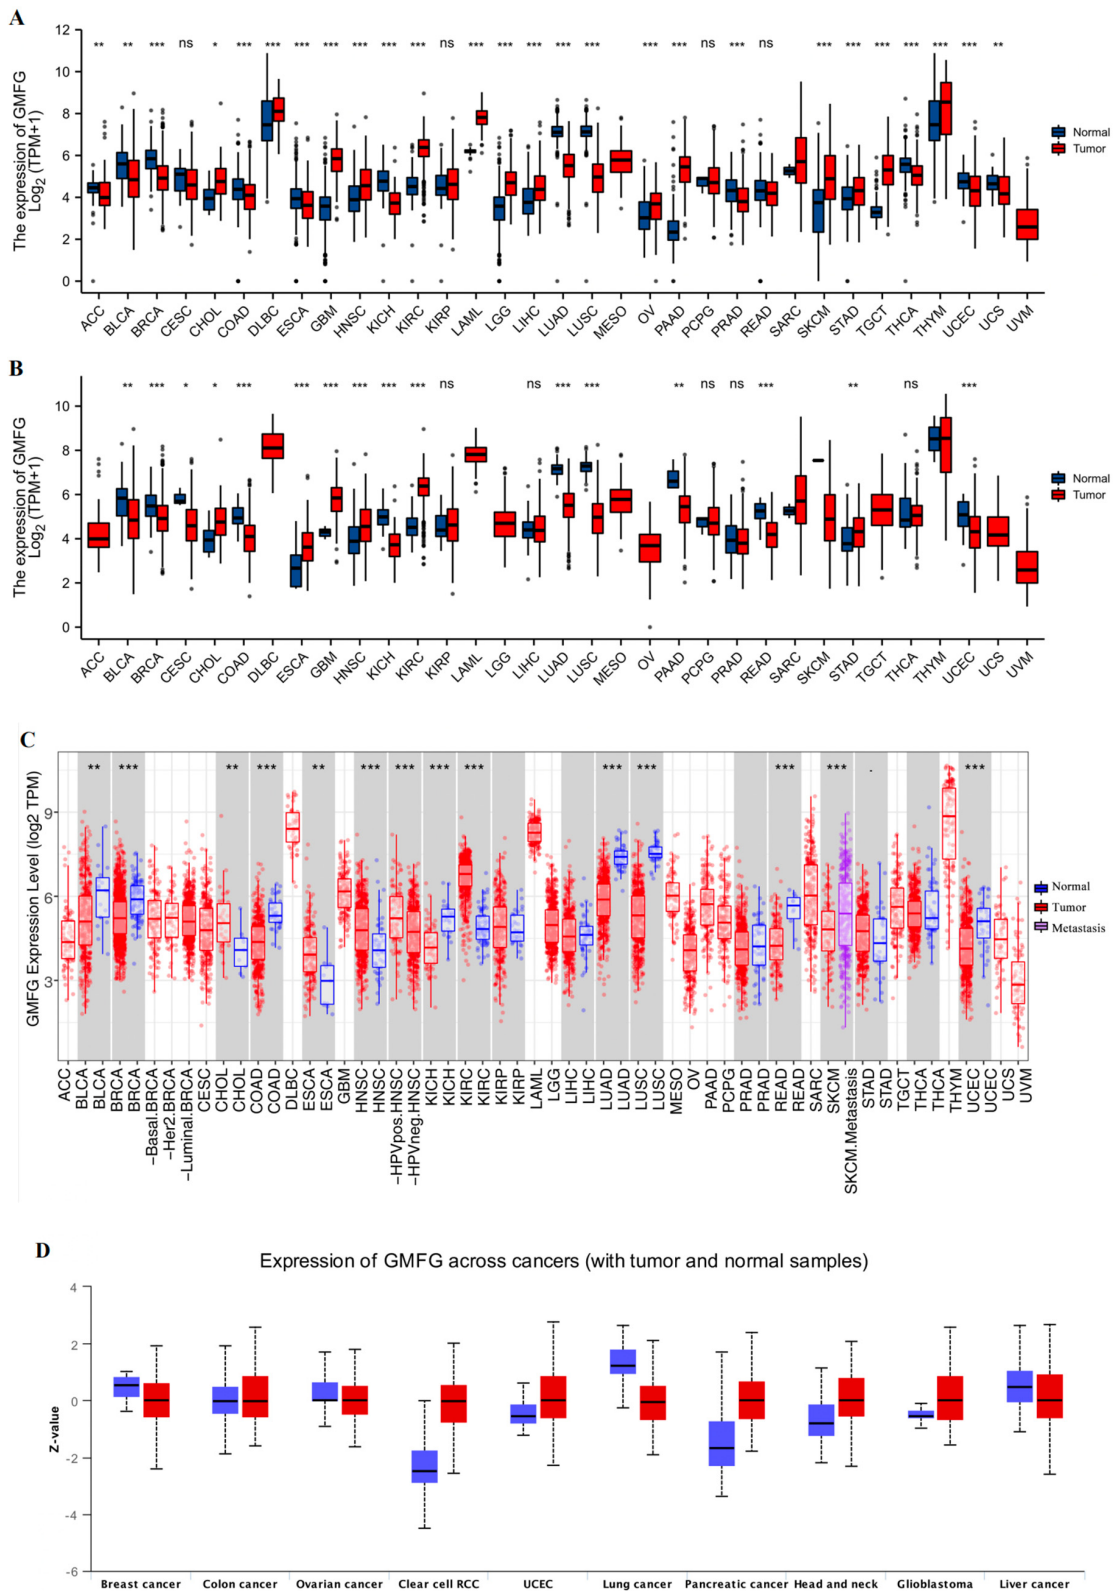 A
The expression of GMFG
Log2 (TPM+1)
12
10
8
6
4
2
0
** ** *** ns * *** *** *** *** *** *** *** ns *** *** *** *** *** *** *** ns *** ns *** *** *** *** *** *** **
Normal
Tumor
ACC BLCA BRCA CESC CHOL COAD DLBC ESCA GBM HNSC KICH KIRC KIRP LAML LGG LIHC LUAD LUSC MESO OV PAAD PCPG PRAD READ SARC SKCM STAD TGCT THCA THYM UCEC UCS UVM
B
The expression of GMFG
Log2 (TPM+1)
10
8
6
4
2
0
** *** * * *** *** *** *** *** *** ns ns *** *** ** ns ns *** ** ns ***
Normal
Tumor
ACC BLCA BRCA CESC CHOL COAD DLBC ESCA GBM HNSC KICH KIRC KIRP LAML LGG LIHC LUAD LUSC MESO OV PAAD PCPG PRAD READ SARC SKCM STAD TGCT THCA THYM UCEC UCS UVM
C
GMFG Expression Level (log2 TPM)
9
6
3
** *** ** *** ** *** *** *** *** *** *** *** *** . ***
Normal
Tumor
Metastasis
ACC BLCA BLCA BRCA BRCA -Basal.BRCA -Her2.BRCA -Luminal.BRCA CESC CHOL CHOL COAD COAD DLBC ESCA ESCA GBM HNSC HNSC -HPVpos.HNSC -HPVneg.HNSC KICH KICH KIRC KIRC KIRP KIRP LAML LGG LIHC LIHC LUAD LUAD LUSC LUSC MESO OV PAAD PCPG PRAD PRAD READ READ SARC SKCM SKCM.Metastasis STAD STAD TGCT THCA THCA THYM UCEC UCEC UCS UVM
D
Expression of GMFG across cancers (with tumor and normal samples)
Z-value
4
2
0
-2
-4
-6
Breast cancer Colon cancer Ovarian cancer Clear cell RCC UCEC Lung cancer Pancreatic cancer Head and neck Glioblastoma Liver cancer